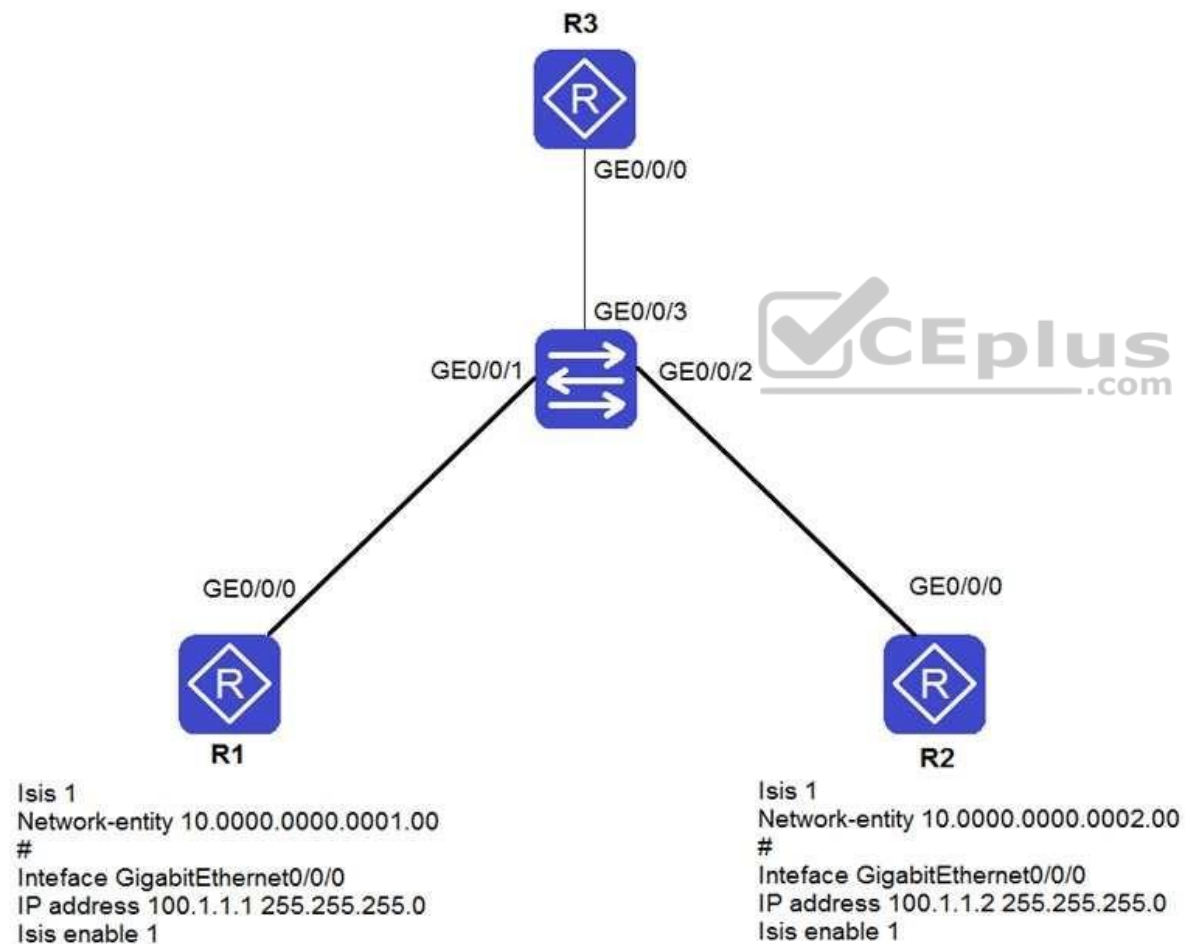 R3
R
GE0/0/0
GE0/0/3
GE0/0/1
GE0/0/2
CEplus
.com
GE0/0/0
GE0/0/0
R
R
R1
R2
Isis 1
Network-entity 10.0000.0000.0001.00
#
Inteface GigabitEthernet0/0/0
IP address 100.1.1.1 255.255.255.0
Isis enable 1
Isis 1
Network-entity 10.0000.0000.0002.00
#
Inteface GigabitEthernet0/0/0
IP address 100.1.1.2 255.255.255.0
Isis enable 1